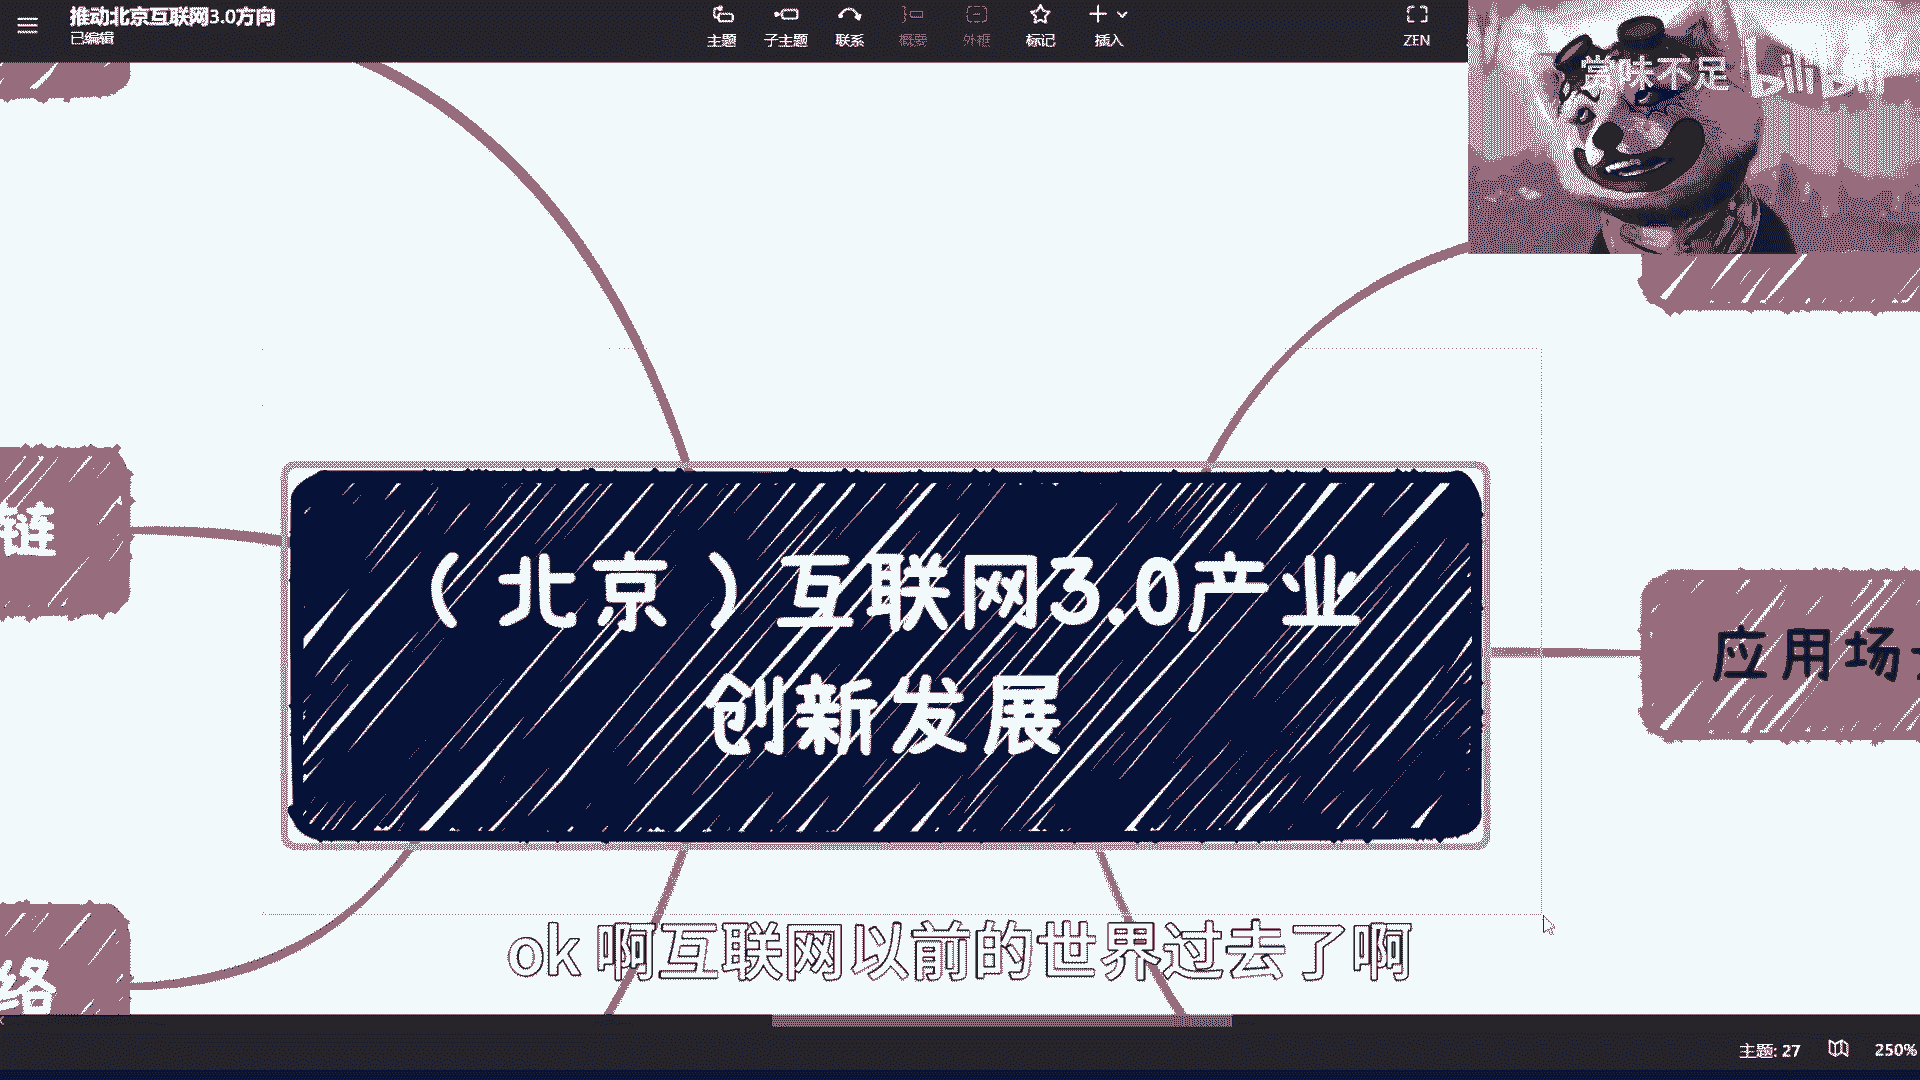 推动北京互联网3.0方向
已编辑
主题
子主题
联系
概要
外框
标记
插入
ZEN
赏味不足
bilibili
链
（北京）互联网3.0产业
创新发展
应用场
络
ok 啊互联网以前的世界过去了啊
主题: 27
250%